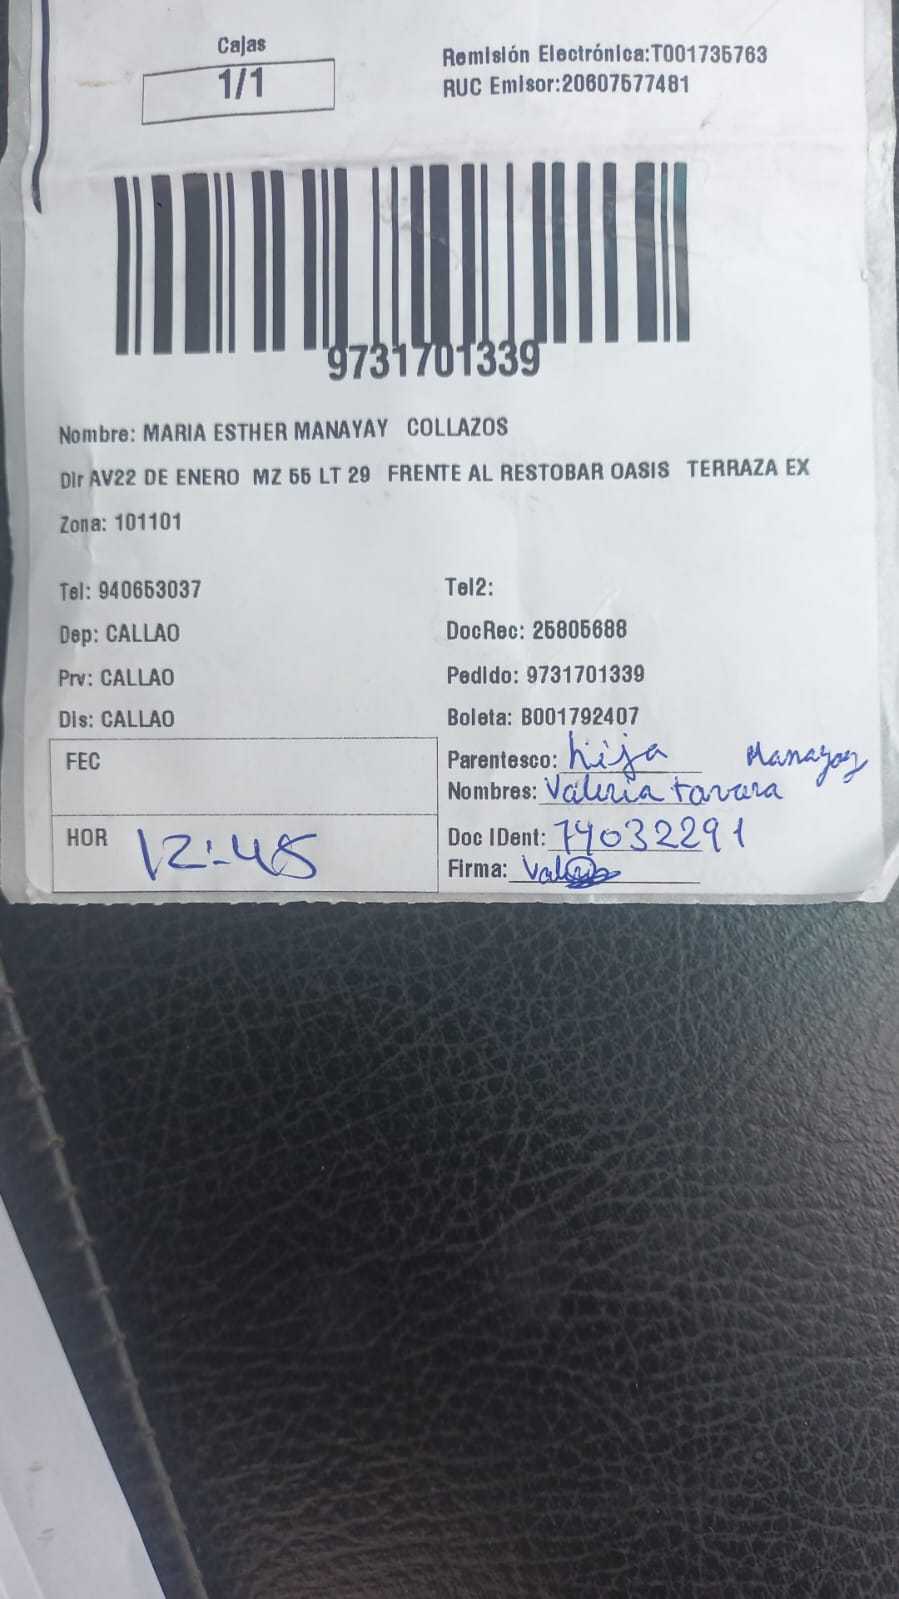 Cajas
1/1
Remisión Electrónica:T001735763
RUC Emisor:20607577481
9731701339
Nombre: MARIA ESTHER MANAYAY COLLAZOS
Dir AV22 DE ENERO MZ 55 LT 29 FRENTE AL RESTOBAR OASIS TERRAZA EX
Zona: 101101
Tel: 940653037 Tel2:
Dep: CALLAO DocRec: 25805688
Prv: CALLAO Pedido: 9731701339
Dis: CALLAO Boleta: B001792407
FEC
Parentesco: hija
Nombres: Valeria tavara Manayay
HOR 12:45
Doc IDent: 74032291
Firma: Valeria